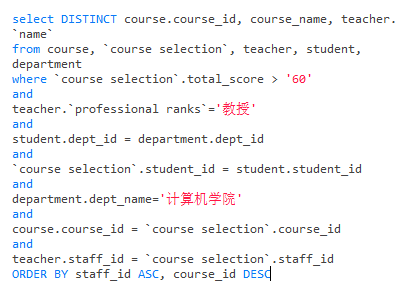 select DISTINCT course.course_id, course_name, teacher.
`name`
from course, `course selection`, teacher, student,
department
where `course selection`.total_score > '60'
and
teacher.`professional ranks`='教授'
and
student.dept_id = department.dept_id
and
`course selection`.student_id = student.student_id
and
department.dept_name='计算机学院'
and
course.course_id = `course selection`.course_id
and
teacher.staff_id = `course selection`.staff_id
ORDER BY staff_id ASC, course_id DESC